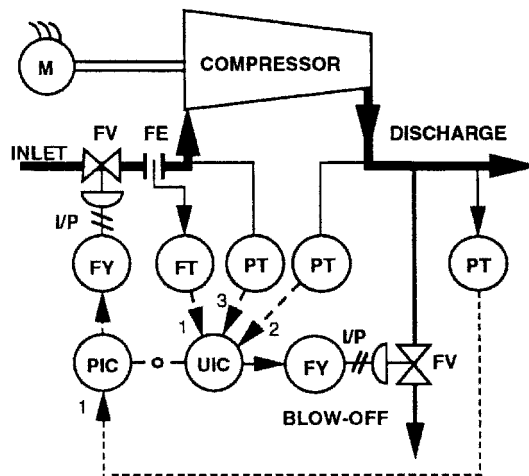 COMPRESSOR
M
FV FE
DISCHARGE
INLET
I/P
FY FT PT PT PT
1 3 2
I/P
PIC UIC FY FV
1
BLOW-OFF